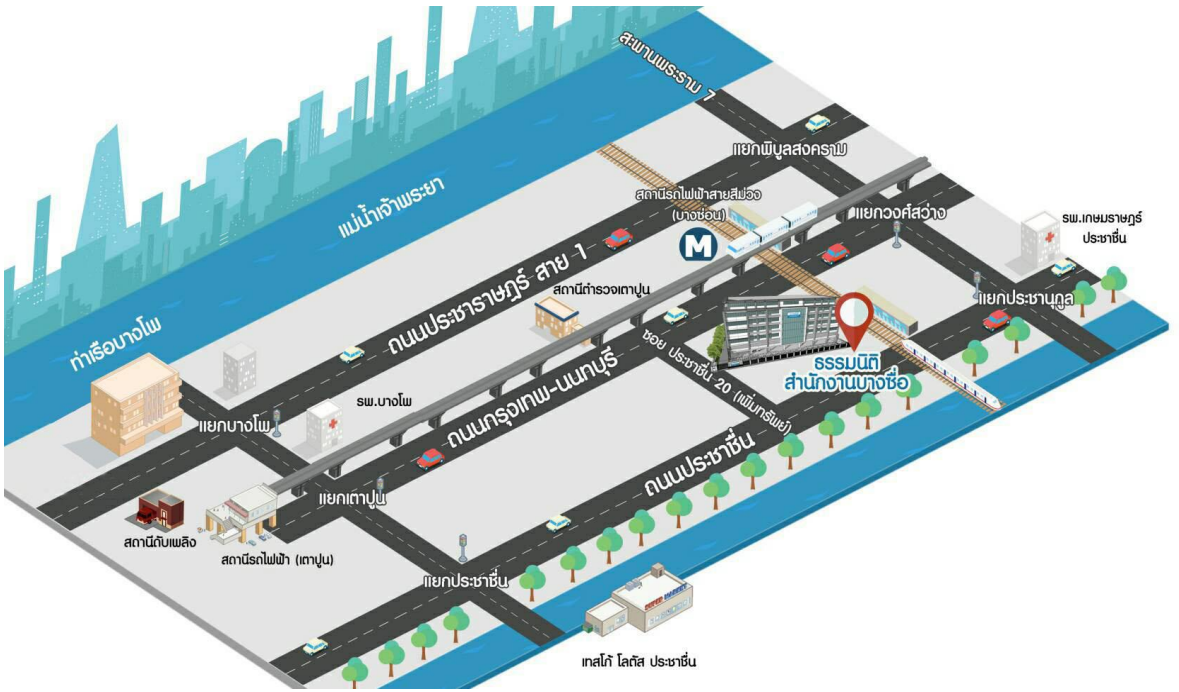 สะพานพระราม 7
แยกพิบูลสงคราม
แม่น้ำเจ้าพระยา
สถานีรถไฟฟ้าสายสีม่วง
(บางซ่อน)
M
แยกวงศ์สว่าง
รพ.เกษมราษฎร์
ประชาชื่น
ถนนประชาราษฎร์ สาย 1
สถานีตำรวจเตาปูน
แยกประชานุกูล
ท่าเรือบางโพ
ธรรมนิติ
สำนักงานบางซื่อ
ซอย ประชาชื่น 20 (เพิ่มทรัพย์)
ถนนกรุงเทพ-นนทบุรี
รพ.บางโพ
แยกบางโพ
ถนนประชาชื่น
แยกเตาปูน
สถานีดับเพลิง
สถานีรถไฟฟ้า (เตาปูน)
แยกประชาชื่น
SUPER MARKET
เทสโก้ โลตัส ประชาชื่น